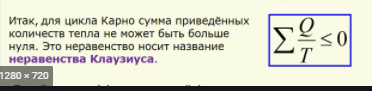 Итак, для цикла Карно сумма приведённых
количеств тепла не может быть больше
нуля. Это неравенство носит название
неравенства Клаузиуса.
∑ Q/T ≤ 0
1280 × 720